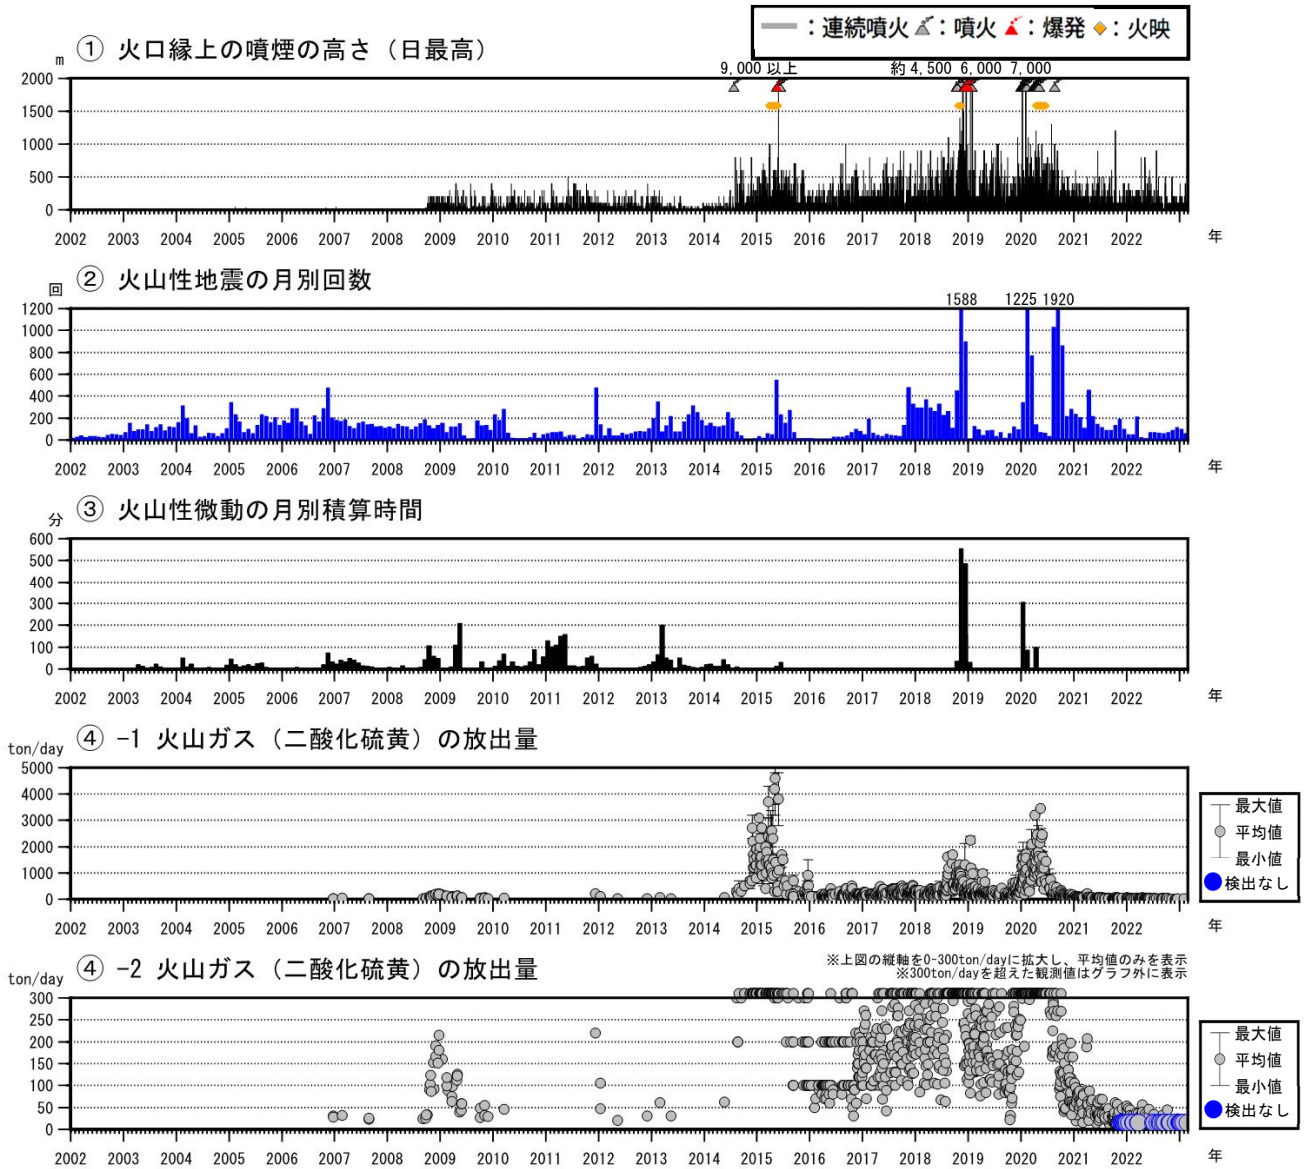 ：連続噴火 ：噴火 ：爆発 ：火映
① 火口縁上の噴煙の高さ（日最高）
m
9,000 以上 約 4,500 6,000 7,000
2000
1500
1000
500
0
2002 2003 2004 2005 2006 2007 2008 2009 2010 2011 2012 2013 2014 2015 2016 2017 2018 2019 2020 2021 2022 年
② 火山性地震の月別回数
回
1588 1225 1920
1200
1000
800
600
400
200
0
2002 2003 2004 2005 2006 2007 2008 2009 2010 2011 2012 2013 2014 2015 2016 2017 2018 2019 2020 2021 2022 年
③ 火山性微動の月別積算時間
分
600
500
400
300
200
100
0
2002 2003 2004 2005 2006 2007 2008 2009 2010 2011 2012 2013 2014 2015 2016 2017 2018 2019 2020 2021 2022 年
④ -1 火山ガス（二酸化硫黄）の放出量
ton/day
5000
4000
3000
2000
1000
0
2002 2003 2004 2005 2006 2007 2008 2009 2010 2011 2012 2013 2014 2015 2016 2017 2018 2019 2020 2021 2022 年
最大値
平均値
最小値
検出なし
④ -2 火山ガス（二酸化硫黄）の放出量
※上図の縦軸を0-300ton/dayに拡大し、平均値のみを表示
※300ton/dayを超えた観測値はグラフ外に表示
ton/day
300
250
200
150
100
50
0
2002 2003 2004 2005 2006 2007 2008 2009 2010 2011 2012 2013 2014 2015 2016 2017 2018 2019 2020 2021 2022 年
最大値
平均値
最小値
検出なし